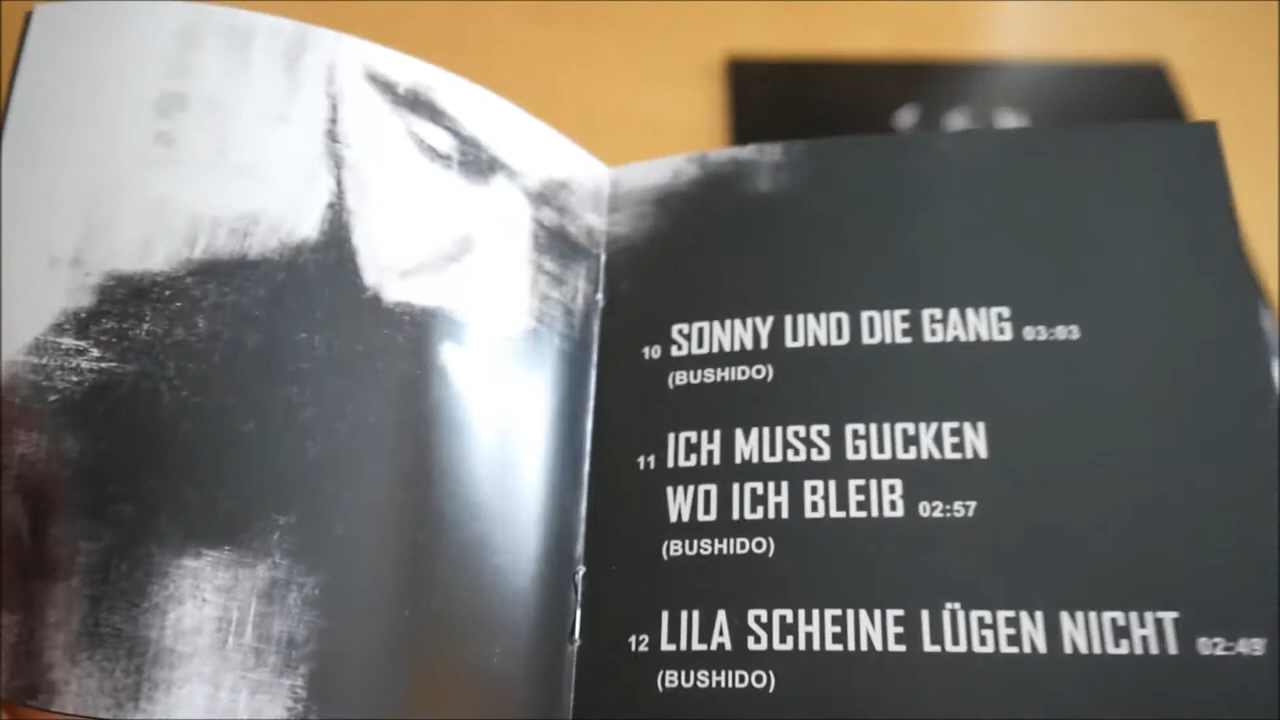 10 SONNY UND DIE GANG 03:03
(BUSHIDO)
11 ICH MUSS GUCKEN
WO ICH BLEIB 02:57
(BUSHIDO)
12 LILA SCHEINE LÜGEN NICHT 02:49
(BUSHIDO)